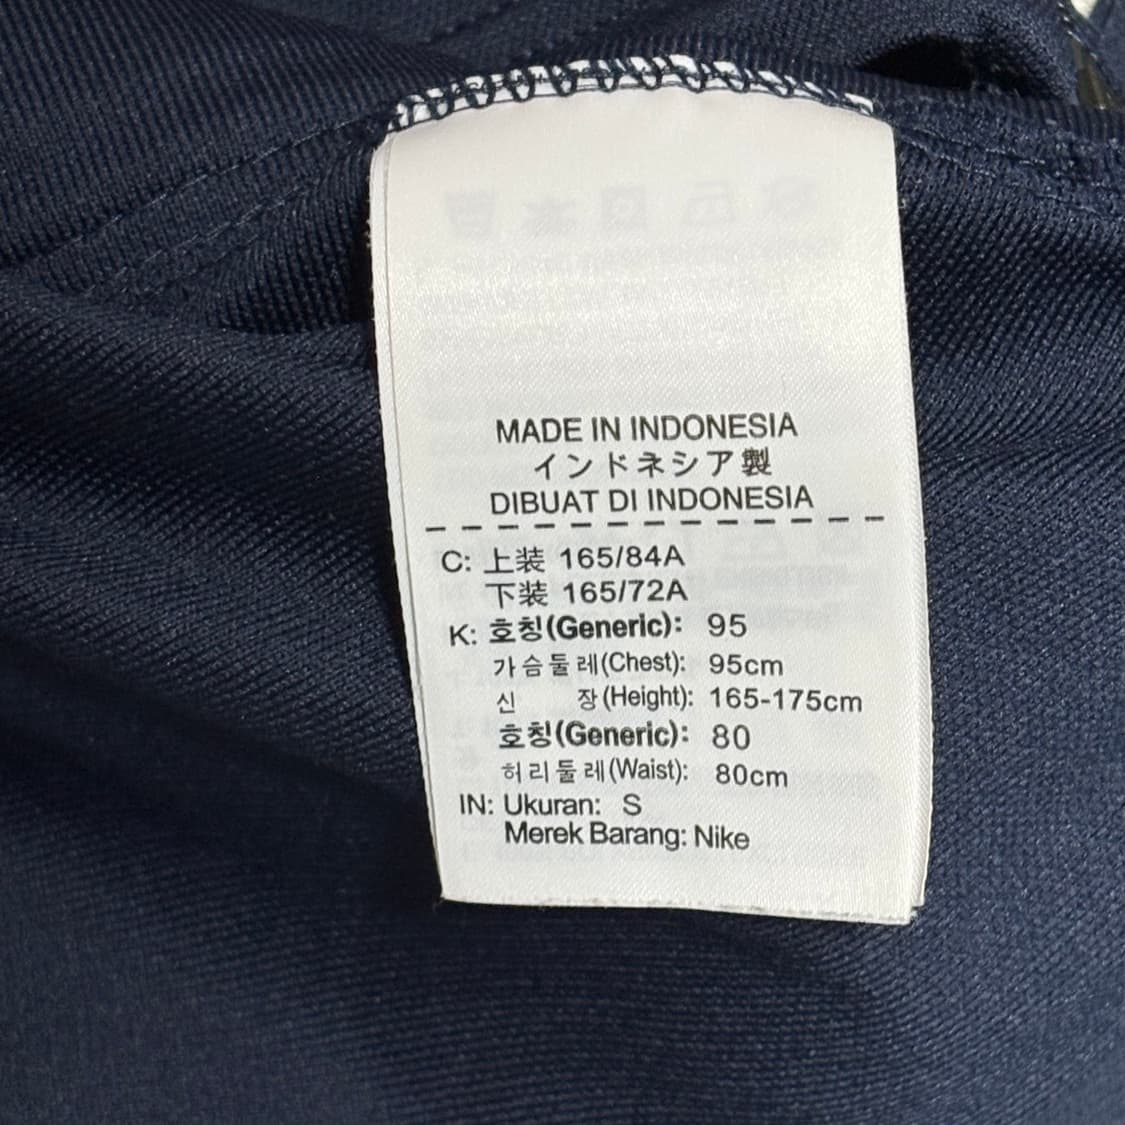 MADE IN INDONESIA
インドネシア製
DIBUAT DI INDONESIA
C: 上装 165/84A
下装 165/72A
K: 호칭(Generic): 95
가슴둘레(Chest): 95cm
신 장(Height): 165-175cm
호칭(Generic): 80
허리둘레(Waist): 80cm
IN: Ukuran: S
Merek Barang: Nike